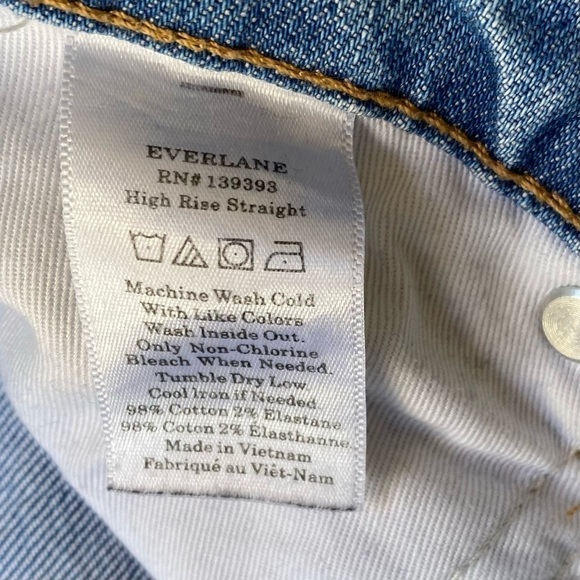 EVERLANE
RN# 139393
High Rise Straight
Machine Wash Cold
With Like Colors
Wash Inside Out.
Only Non-Chlorine
Bleach When Needed.
Tumble Dry Low
Cool Iron if Needed
98% Cotton 2% Elastane
98% Coton 2% Elasthanne
Made in Vietnam
Fabriqué au Viêt-Nam